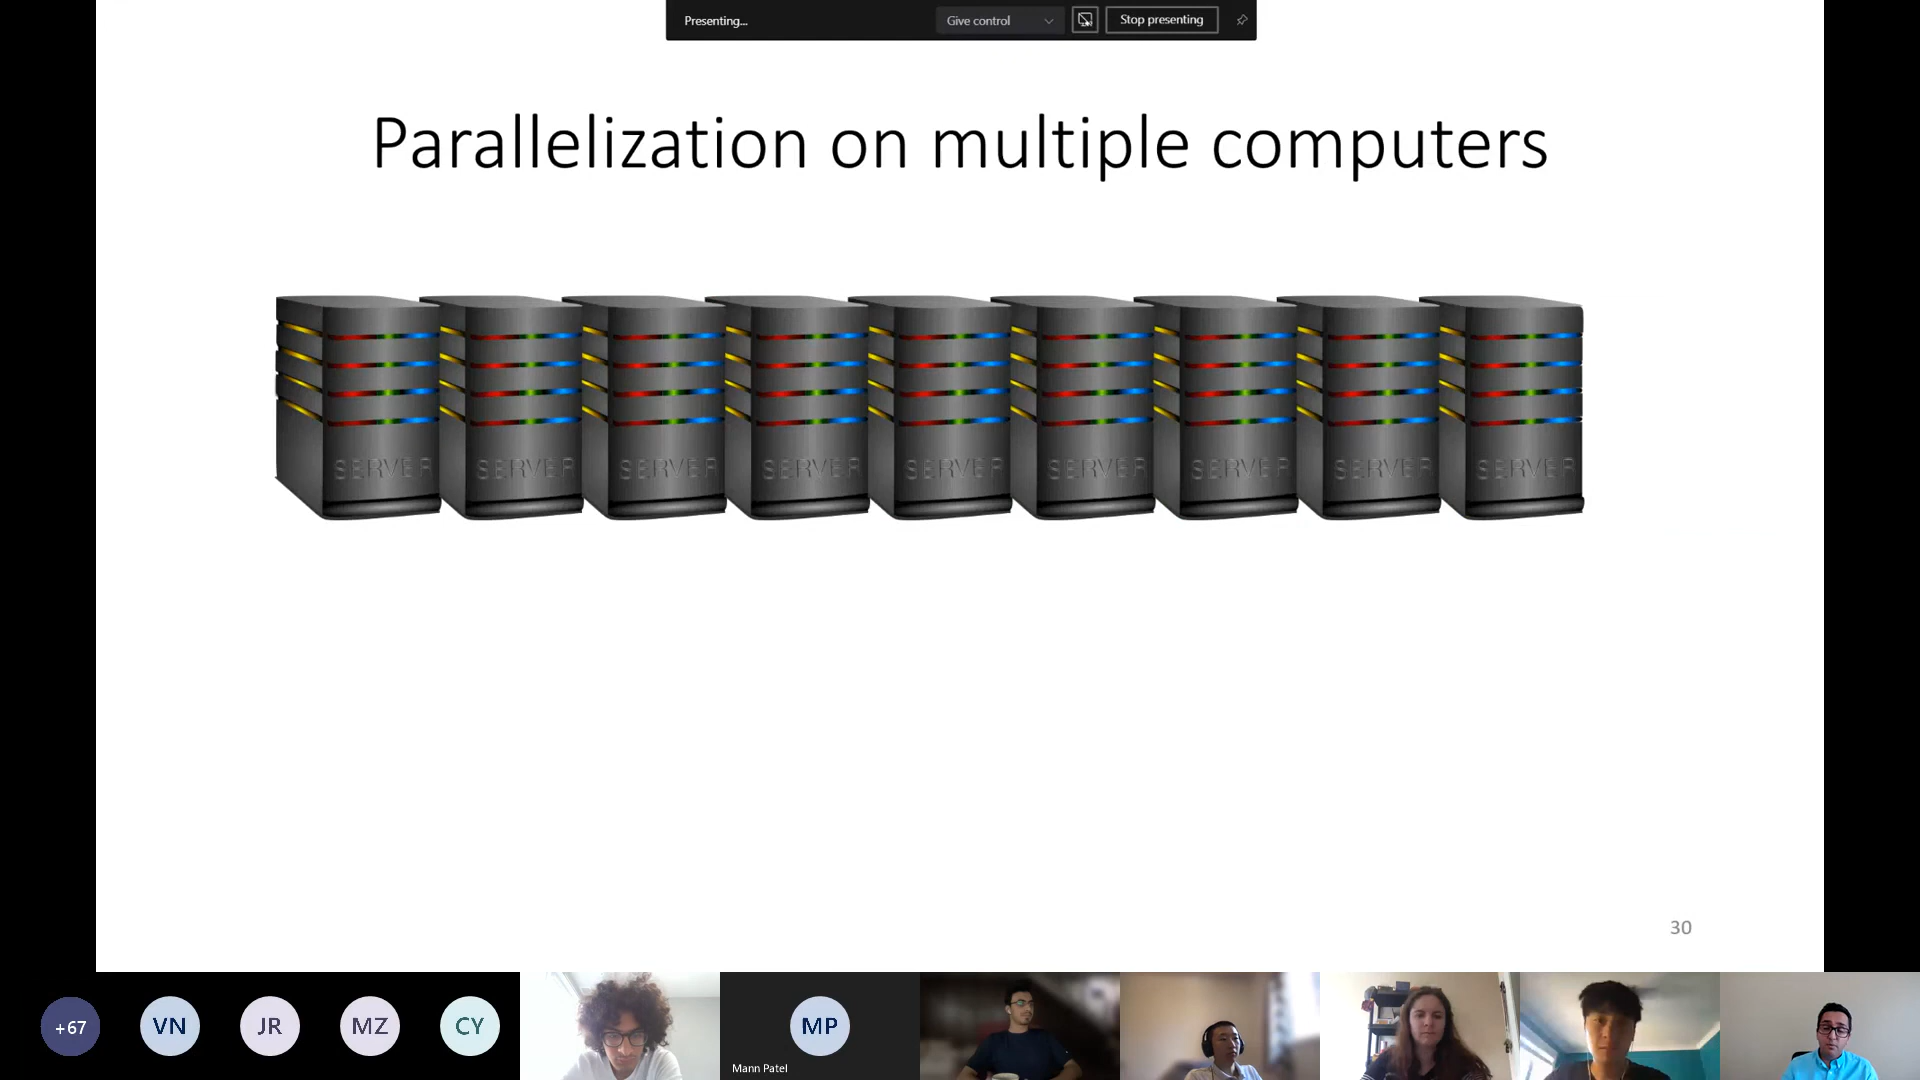 Presenting...
Give control
Stop presenting
Parallelization on multiple computers
SERVER SERVER SERVER SERVER SERVER SERVER SERVER SERVER SERVER
30
+67
VN
JR
MZ
CY
MP
Mann Patel